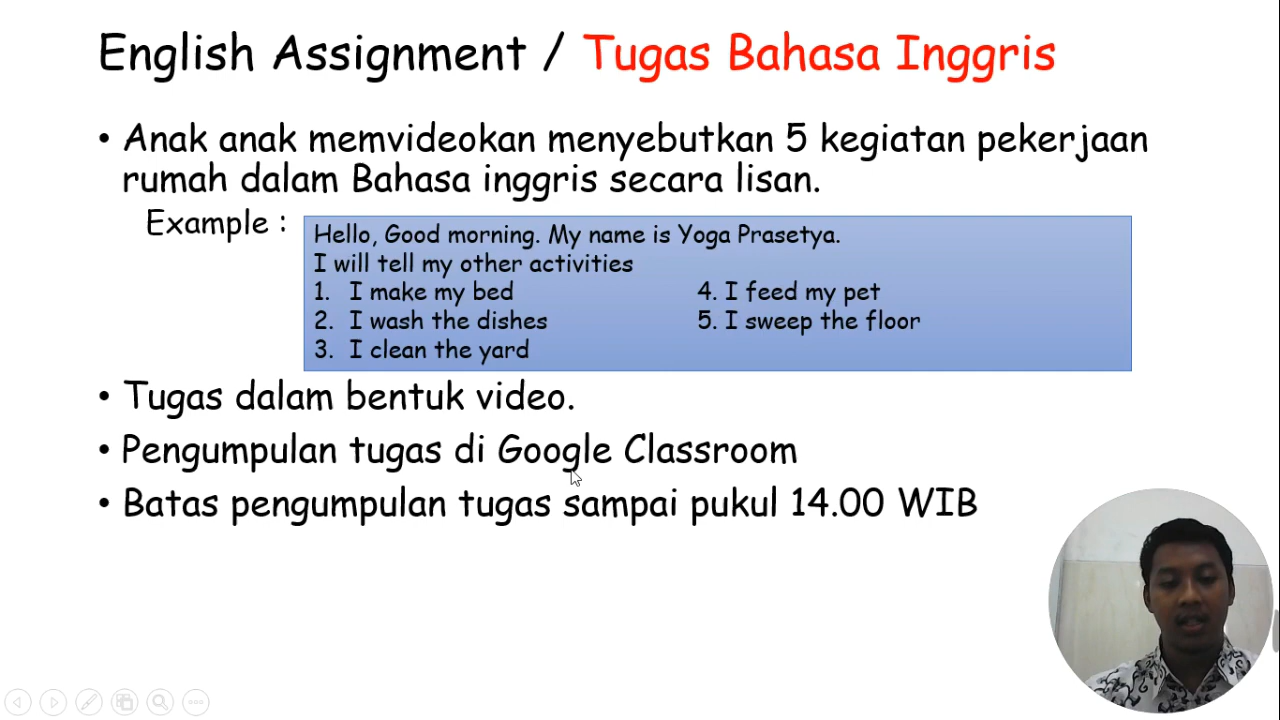 English Assignment / Tugas Bahasa Inggris
• Anak anak memvideokan menyebutkan 5 kegiatan pekerjaan
rumah dalam Bahasa inggris secara lisan.
Example :
Hello, Good morning. My name is Yoga Prasetya.
I will tell my other activities
1. I make my bed
2. I wash the dishes
3. I clean the yard
4. I feed my pet
5. I sweep the floor
• Tugas dalam bentuk video.
• Pengumpulan tugas di Google Classroom
• Batas pengumpulan tugas sampai pukul 14.00 WIB